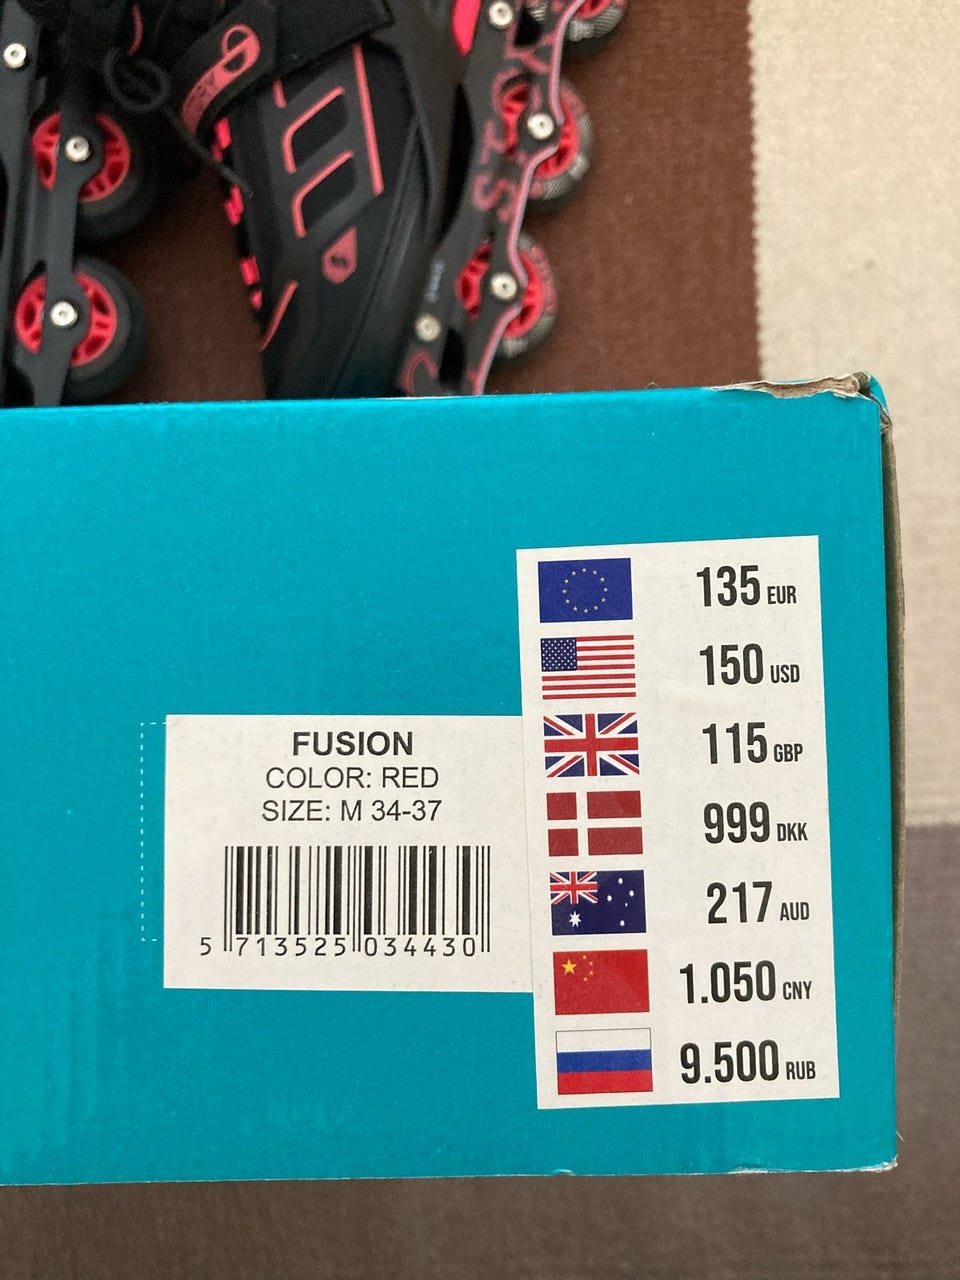 FUSION
COLOR: RED
SIZE: M 34-37
5 713525 034430
135 EUR
150 USD
115 GBP
999 DKK
217 AUD
1.050 CNY
9.500 RUB